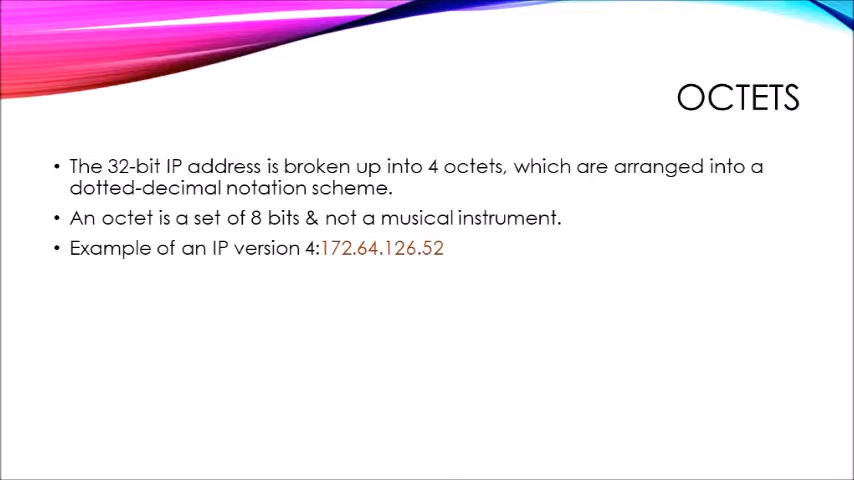 OCTETS
• The 32-bit IP address is broken up into 4 octets, which are arranged into a
dotted-decimal notation scheme.
• An octet is a set of 8 bits & not a musical instrument.
• Example of an IP version 4:172.64.126.52